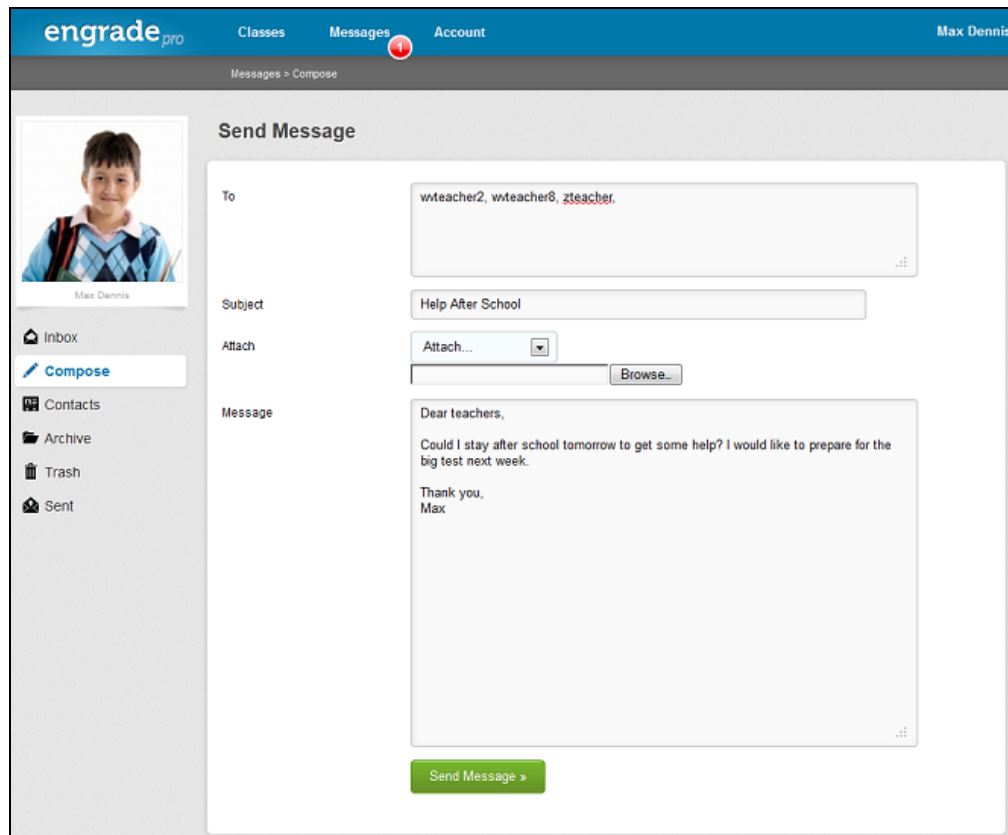 engrade pro Classes Messages 1 Account Max Dennis
Messages > Compose
Send Message
To wvteacher2, wvteacher8, zteacher,
Max Dennis
Subject Help After School
Inbox
Attach Attach...
Browse..
Compose
Contacts
Message Dear teachers,
Archive
Could I stay after school tomorrow to get some help? I would like to prepare for the
big test next week.
Trash
Thank you,
Sent
Max
Send Message »